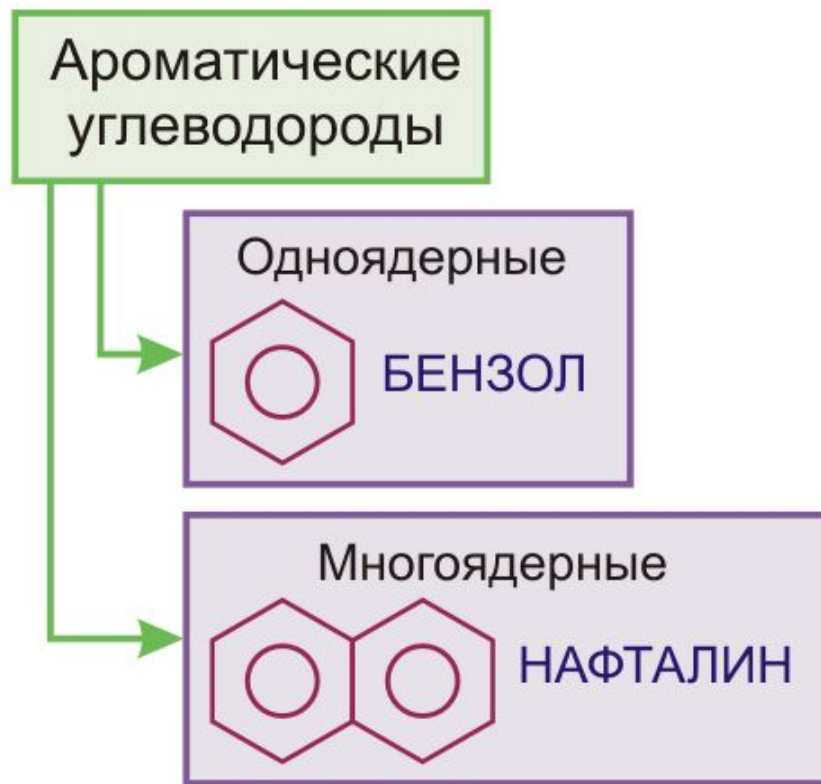 Ароматические
углеводороды
Одноядерные
БЕНЗОЛ
Многоядерные
НАФТАЛИН